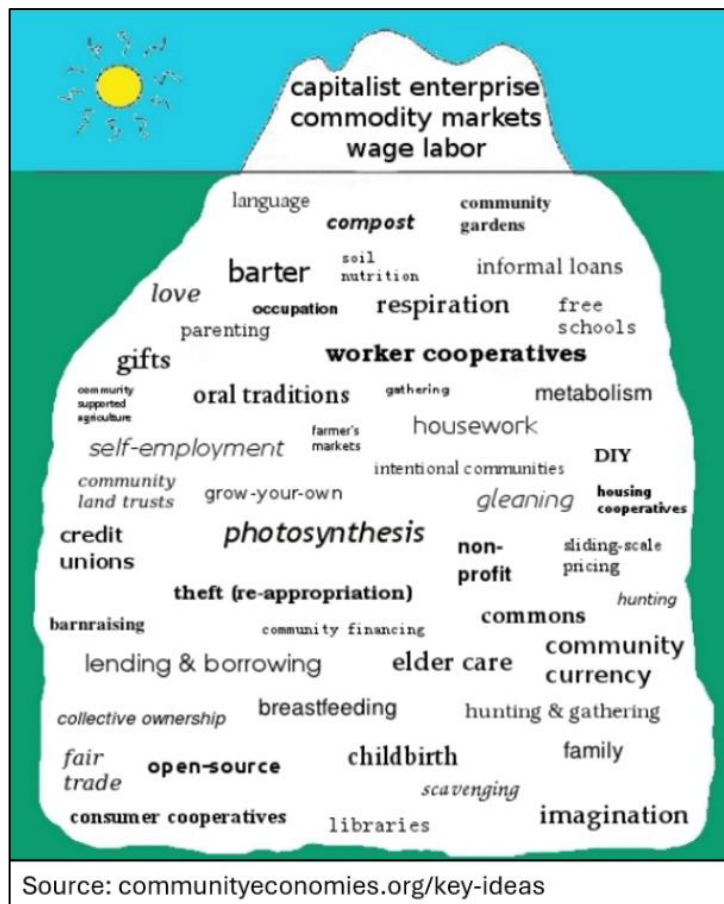 capitalist enterprise
commodity markets
wage labor
language
compost
community
gardens
barter
soil
nutrition
informal loans
love
occupation
respiration
free
schools
parenting
gifts
worker cooperatives
community
supported
agriculture
oral traditions
gathering
metabolism
self-employment
farmer's
markets
housework
intentional communities
DIY
community
land trusts
grow-your-own
gleaning
housing
cooperatives
credit
unions
photosynthesis
non-
profit
sliding-scale
pricing
theft (re-appropriation)
hunting
barnraising
community financing
commons
lending & borrowing
elder care
community
currency
collective ownership
breastfeeding
hunting & gathering
fair
trade
open-source
childbirth
family
scavenging
consumer cooperatives
libraries
imagination
Source: communityeconomies.org/key-ideas